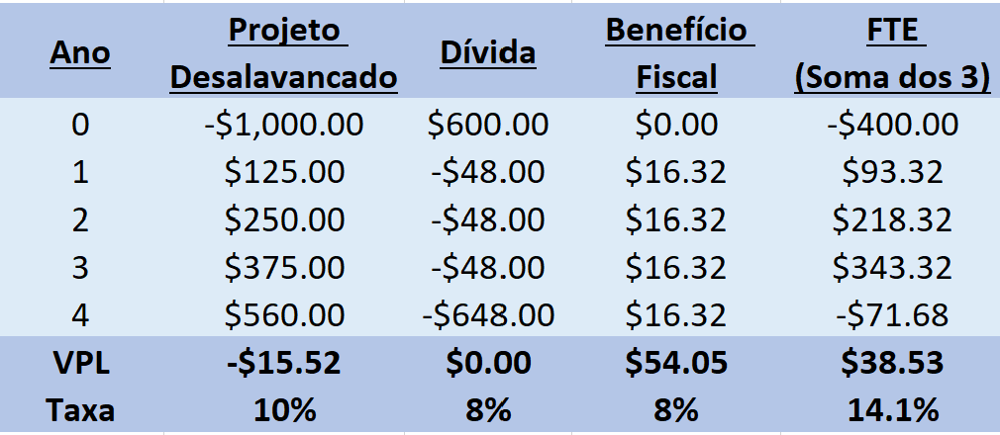 Ano Projeto Desalavancado Dívida Benefício Fiscal FTE (Soma dos 3)
0 -$1,000.00 $600.00 $0.00 -$400.00
1 $125.00 -$48.00 $16.32 $93.32
2 $250.00 -$48.00 $16.32 $218.32
3 $375.00 -$48.00 $16.32 $343.32
4 $560.00 -$648.00 $16.32 -$71.68
VPL -$15.52 $0.00 $54.05 $38.53
Taxa 10% 8% 8% 14.1%